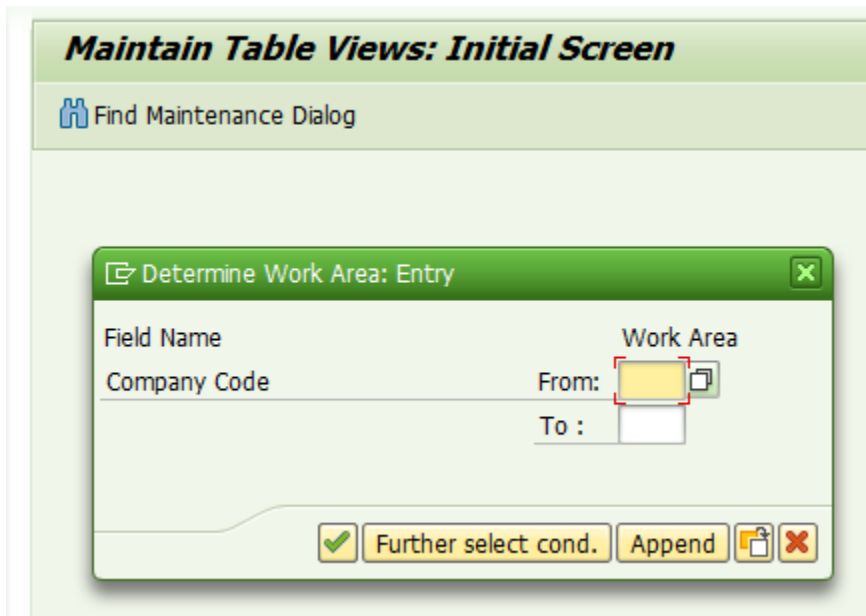 Maintain Table Views: Initial Screen
Find Maintenance Dialog
Determine Work Area: Entry
Field Name Work Area
Company Code From:
To :
Further select cond. Append